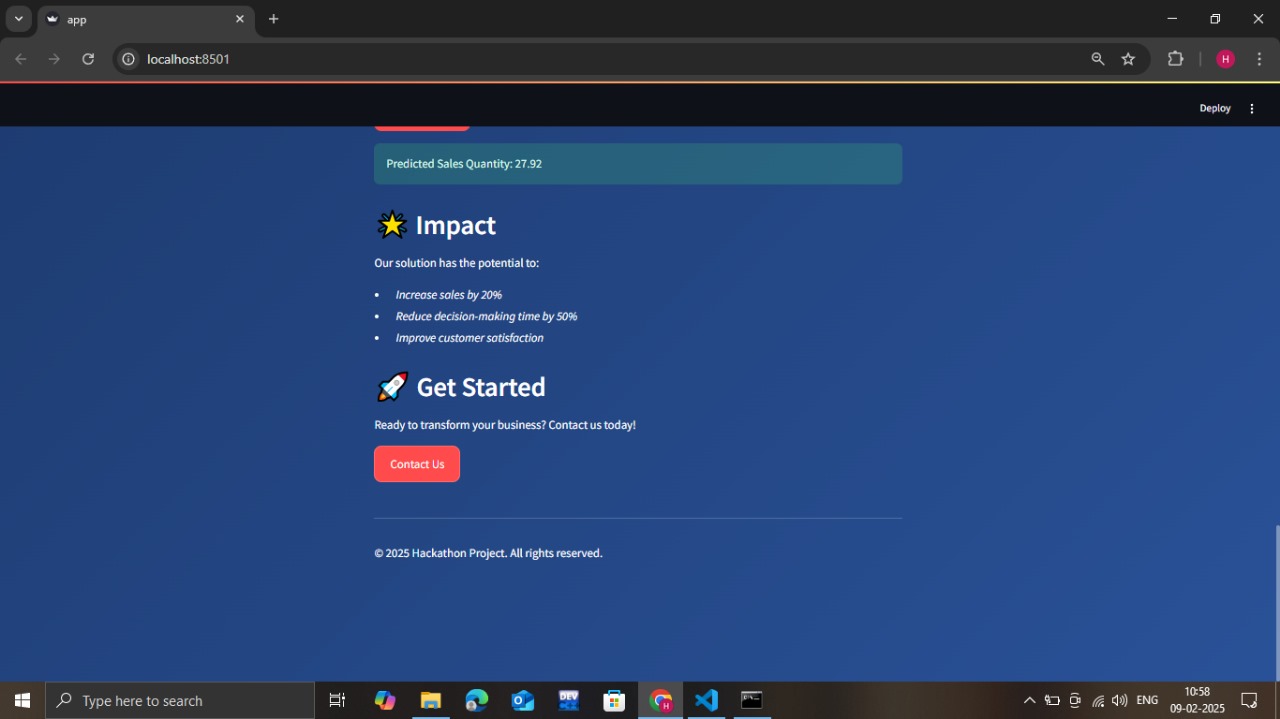 app
localhost:8501
H
Deploy
Predicted Sales Quantity: 27.92
Impact
Our solution has the potential to:
• Increase sales by 20%
• Reduce decision-making time by 50%
• Improve customer satisfaction
Get Started
Ready to transform your business? Contact us today!
Contact Us
© 2025 Hackathon Project. All rights reserved.
Type here to search
DEV
H
ENG
10:58
09-02-2025